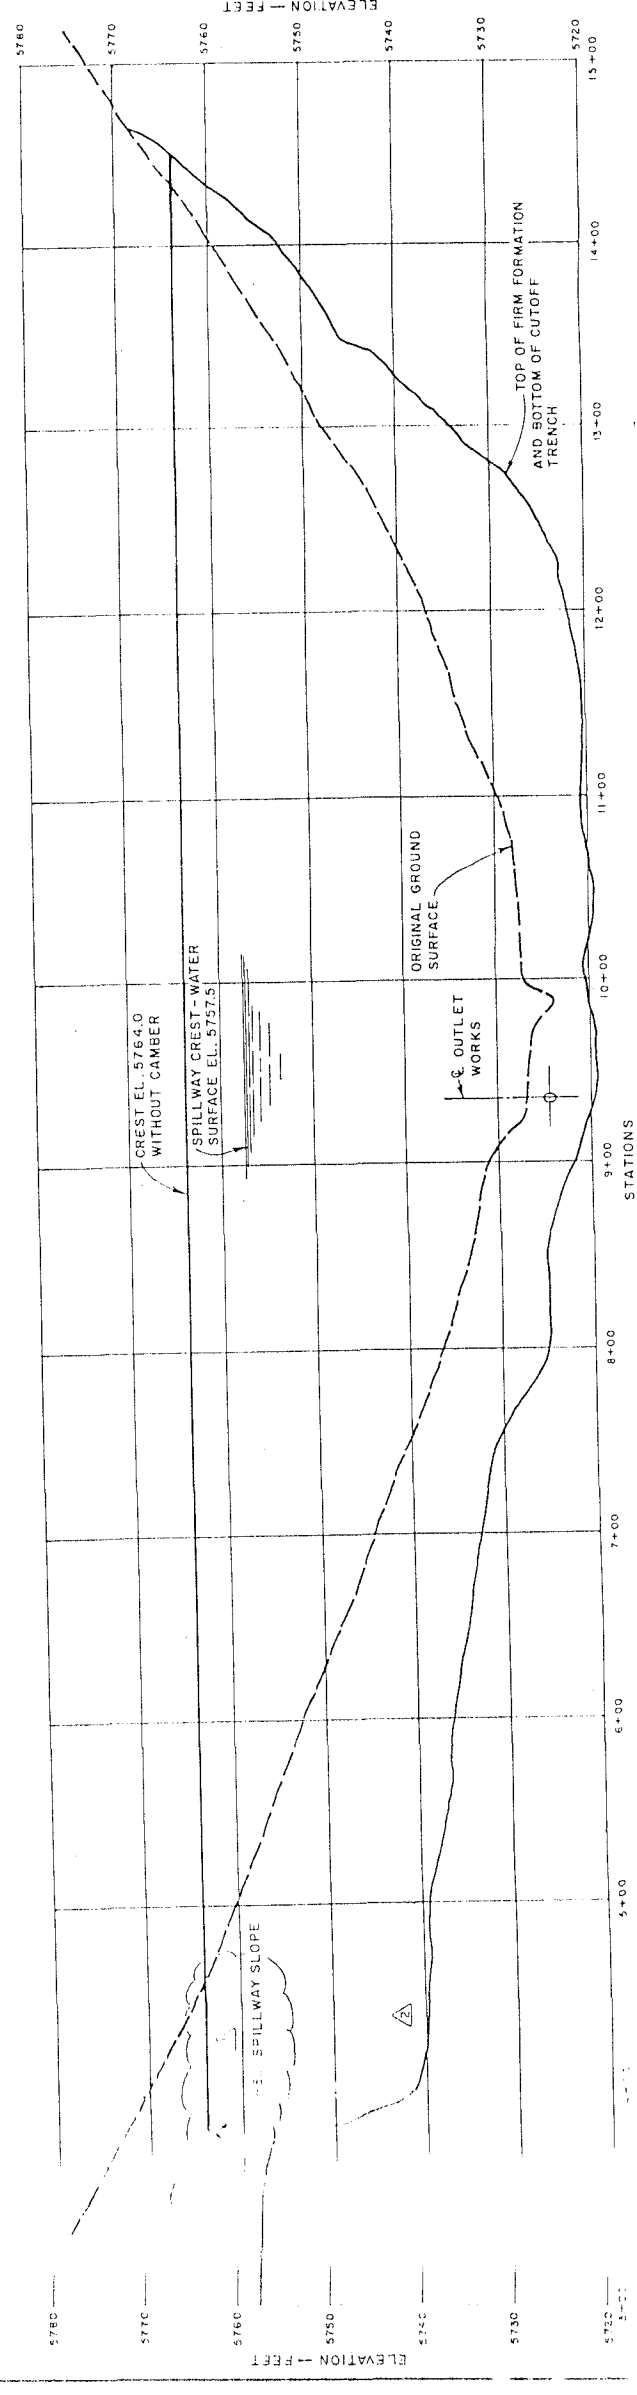 ELEVATION — FEET
5780
5770
5760
5750
5740
5730
5720
CREST EL. 5764.0
WITHOUT CAMBER
SPILLWAY CREST-WATER
SURFACE EL. 5757.5
ORIGINAL GROUND
SURFACE
℄ OUTLET
WORKS
TOP OF FIRM FORMATION
AND BOTTOM OF CUTOFF
TRENCH
SPILLWAY SLOPE
2
5780
5770
5760
5750
5740
5730
5720
ELEVATION — FEET
5+00
6+00
7+00
8+00
9+00
10+00
11+00
12+00
13+00
14+00
15+00
STATIONS